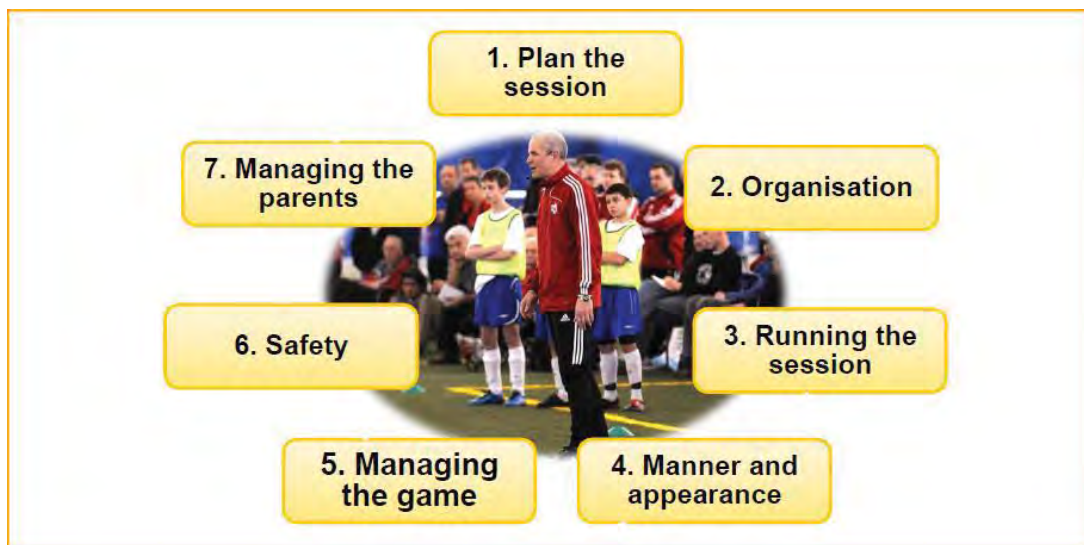 1. Plan the
session
2. Organisation
3. Running the
session
4. Manner and
appearance
5. Managing
the game
6. Safety
7. Managing the
parents